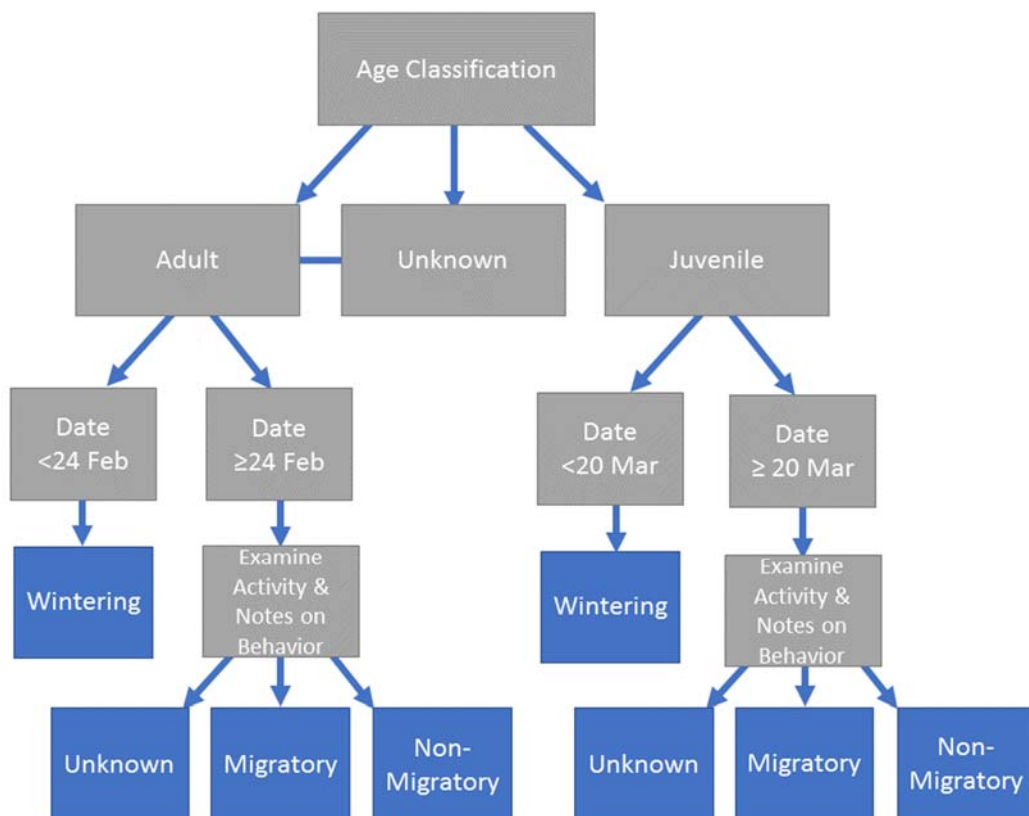 Age Classification
Adult
Unknown
Juvenile
Date
<24 Feb
Date
≥24 Feb
Date
<20 Mar
Date
≥ 20 Mar
Wintering
Examine
Activity &
Notes on
Behavior
Wintering
Examine
Activity &
Notes on
Behavior
Unknown
Migratory
Non-
Migratory
Unknown
Migratory
Non-
Migratory